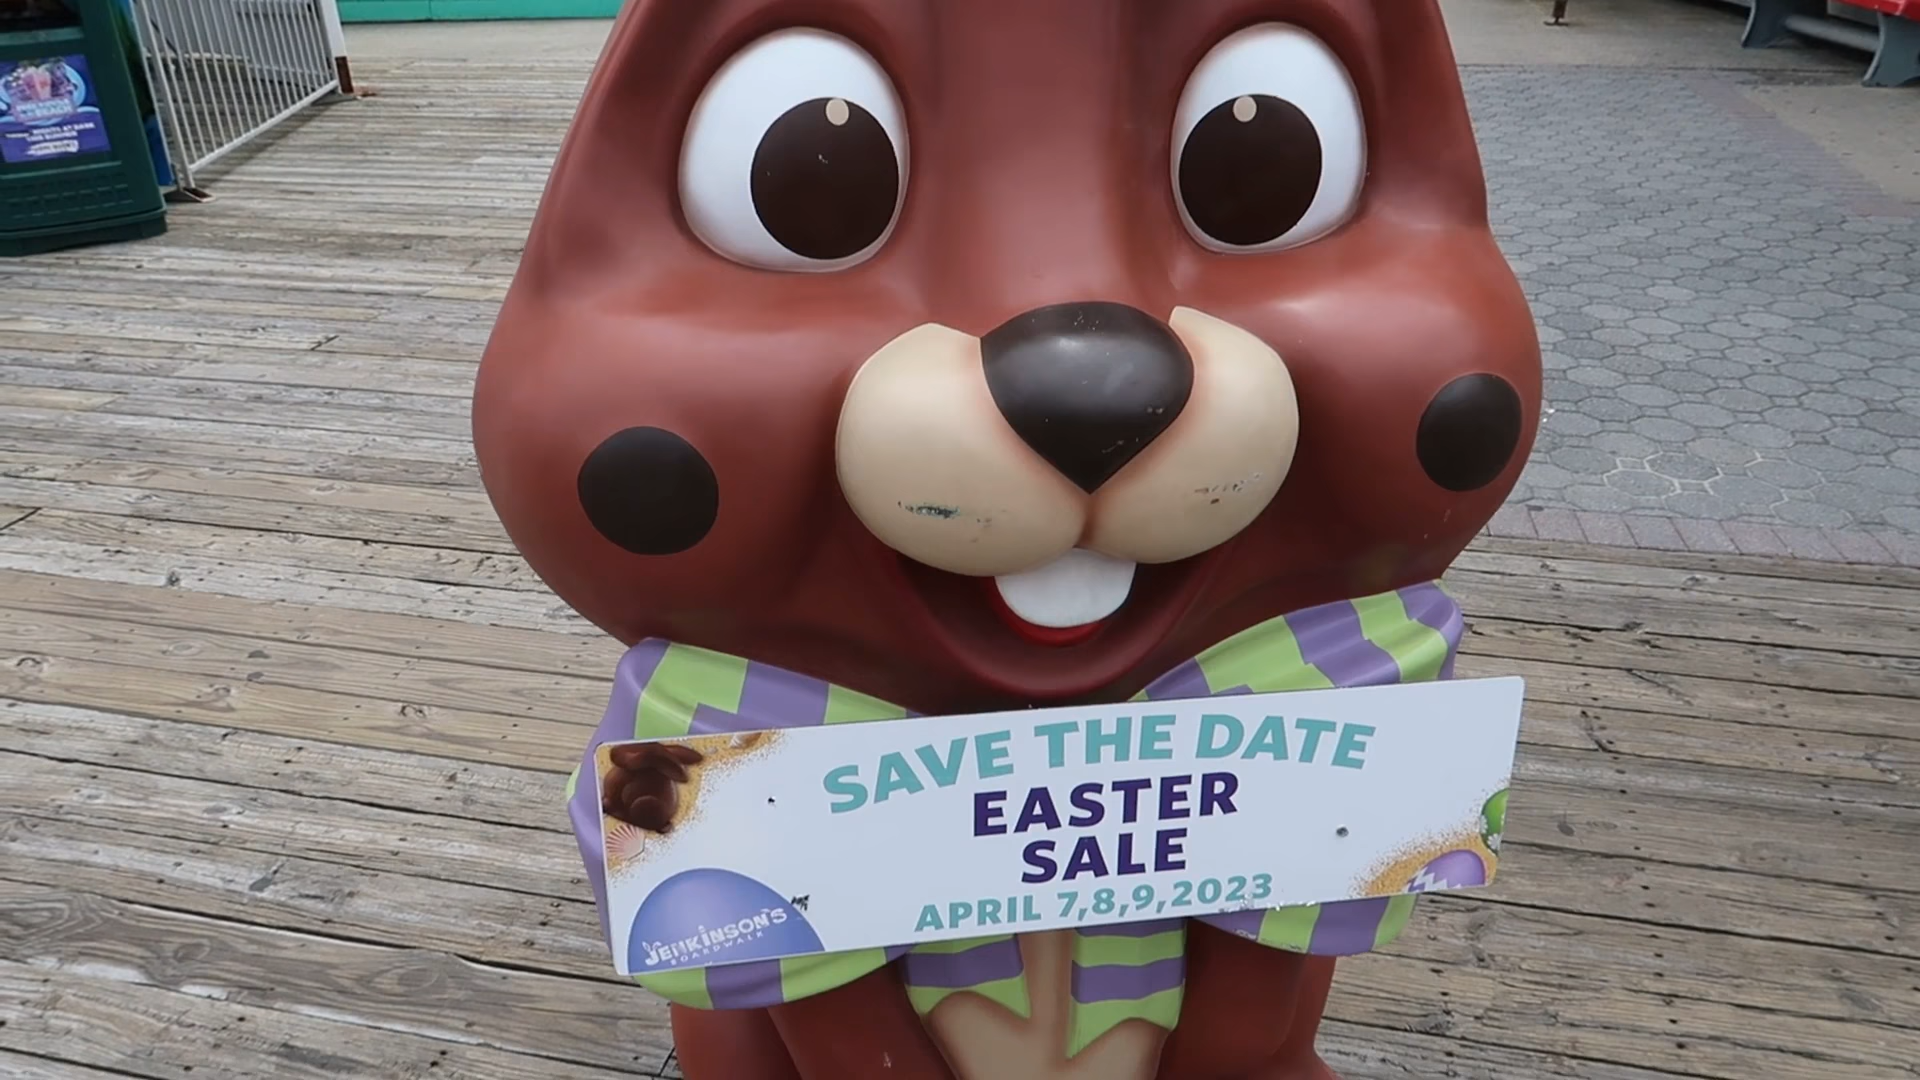 SAVE THE DATE
EASTER
SALE
APRIL 7,8,9,2023
JENKINSON'S
BOARDWALK